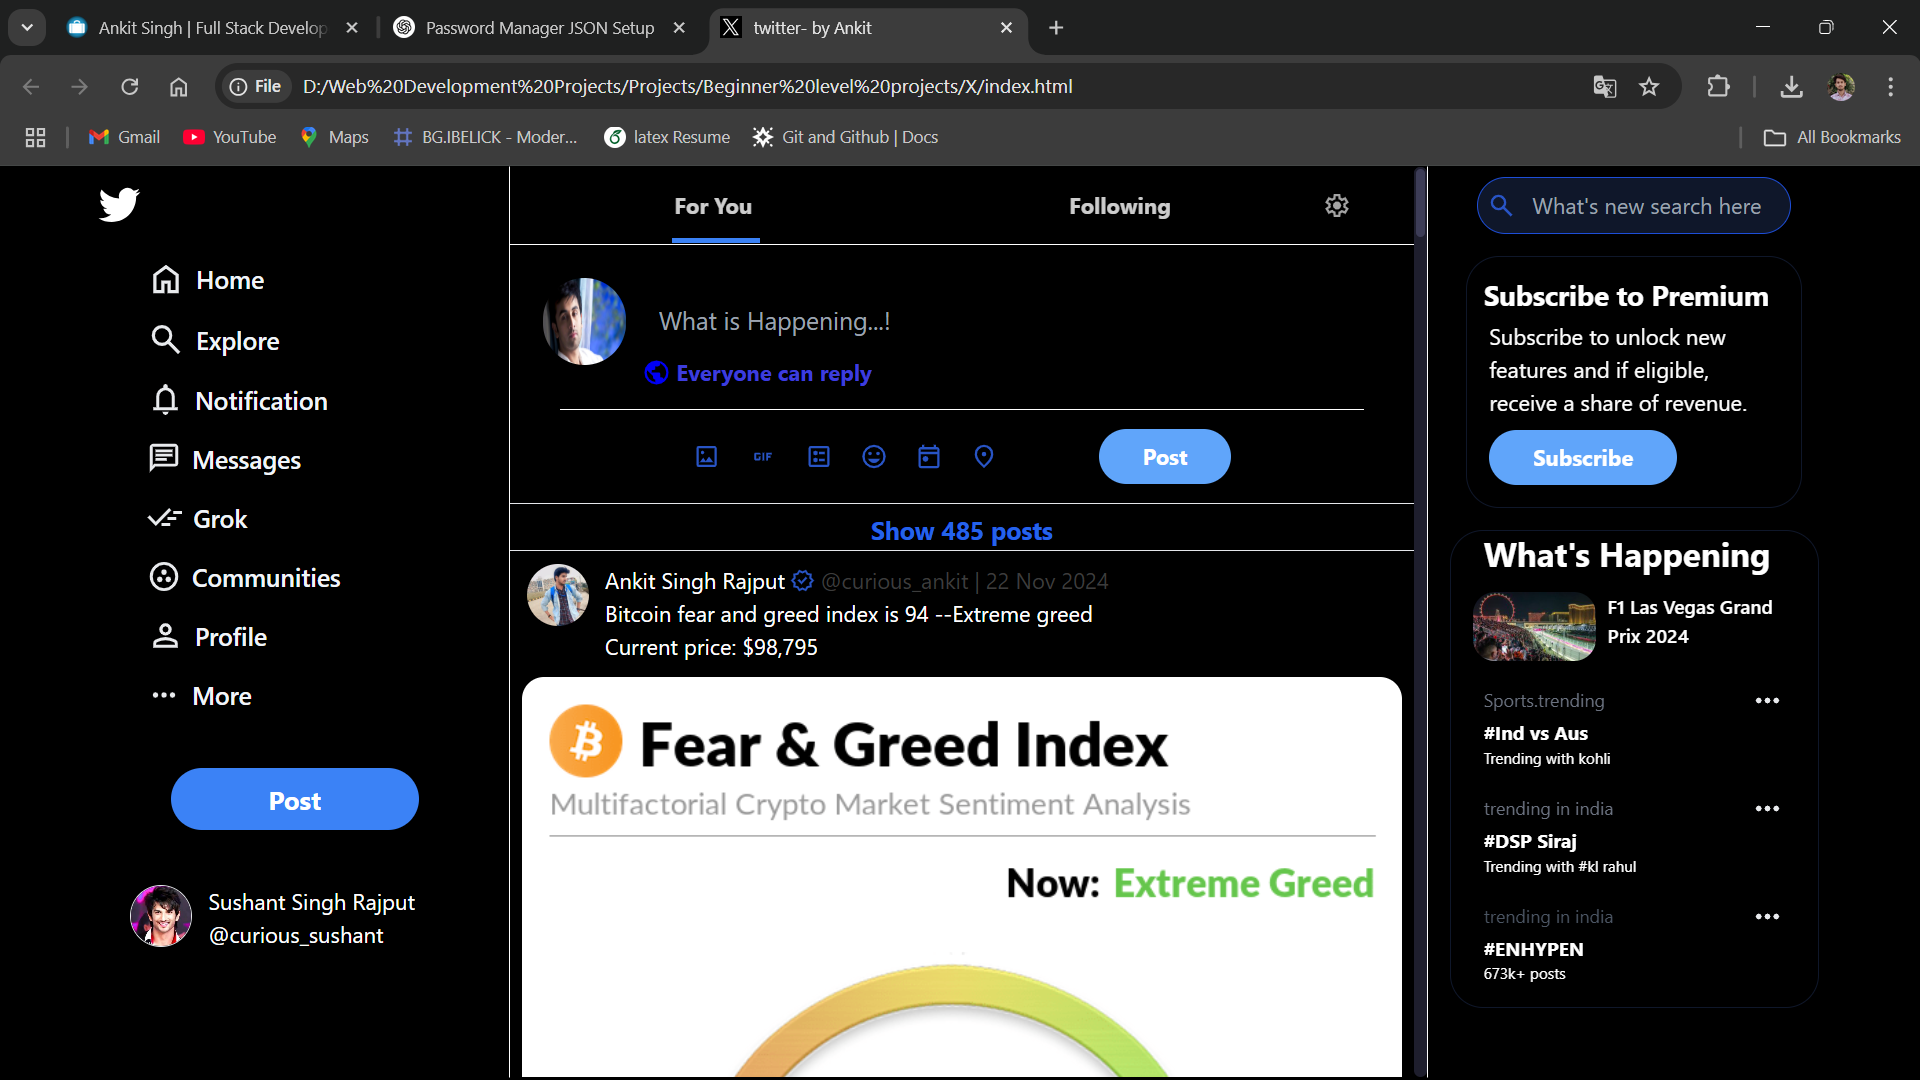 Ankit Singh | Full Stack Develop
Password Manager JSON Setup
twitter- by Ankit
File
D:/Web%20Development%20Projects/Projects/Beginner%20level%20projects/X/index.html
Gmail
YouTube
Maps
BG.IBELICK - Moder...
latex Resume
Git and Github | Docs
All Bookmarks
Home
Explore
Notification
Messages
Grok
Communities
Profile
More
Post
Sushant Singh Rajput
@curious_sushant
For You
Following
What is Happening...!
Everyone can reply
GIF
Post
Show 485 posts
Ankit Singh Rajput @curious_ankit | 22 Nov 2024
Bitcoin fear and greed index is 94 --Extreme greed
Current price: $98,795
Fear & Greed Index
Multifactorial Crypto Market Sentiment Analysis
Now: Extreme Greed
What's new search here
Subscribe to Premium
Subscribe to unlock new
features and if eligible,
receive a share of revenue.
Subscribe
What's Happening
F1 Las Vegas Grand
Prix 2024
Sports.trending
#Ind vs Aus
Trending with kohli
trending in india
#DSP Siraj
Trending with #kl rahul
trending in india
#ENHYPEN
673k+ posts